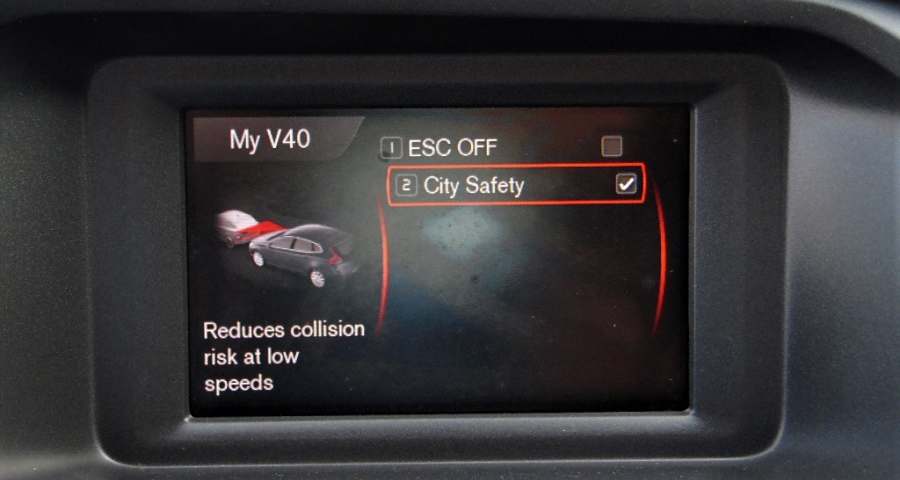 My V40
1 ESC OFF
2 City Safety
Reduces collision
risk at low
speeds